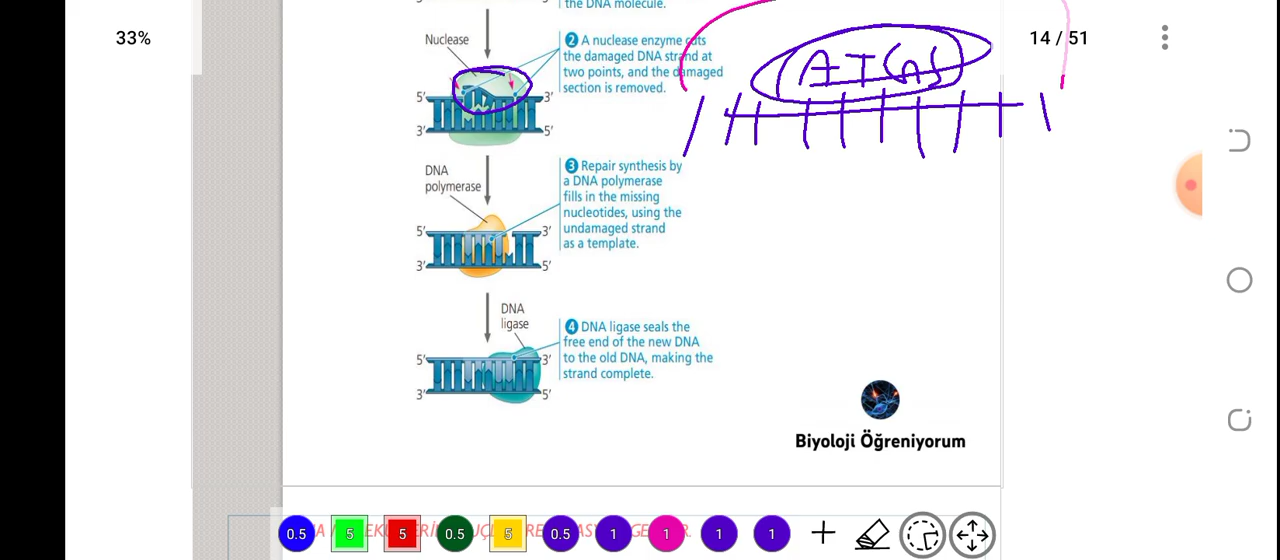 the DNA molecule.
33%
14 / 51
Nuclease
2 A nuclease enzyme cuts
the damaged DNA strand at
two points, and the damaged
section is removed.
ATG
5' 3'
3' 5'
DNA
polymerase
3 Repair synthesis by
a DNA polymerase
fills in the missing
nucleotides, using the
undamaged strand
as a template.
5' 3'
3' 5'
DNA
ligase
4 DNA ligase seals the
free end of the new DNA
to the old DNA, making the
strand complete.
5' 3'
3' 5'
Biyoloji Öğreniyorum
0.5 5 5 0.5 5 0.5 1 1 1 1